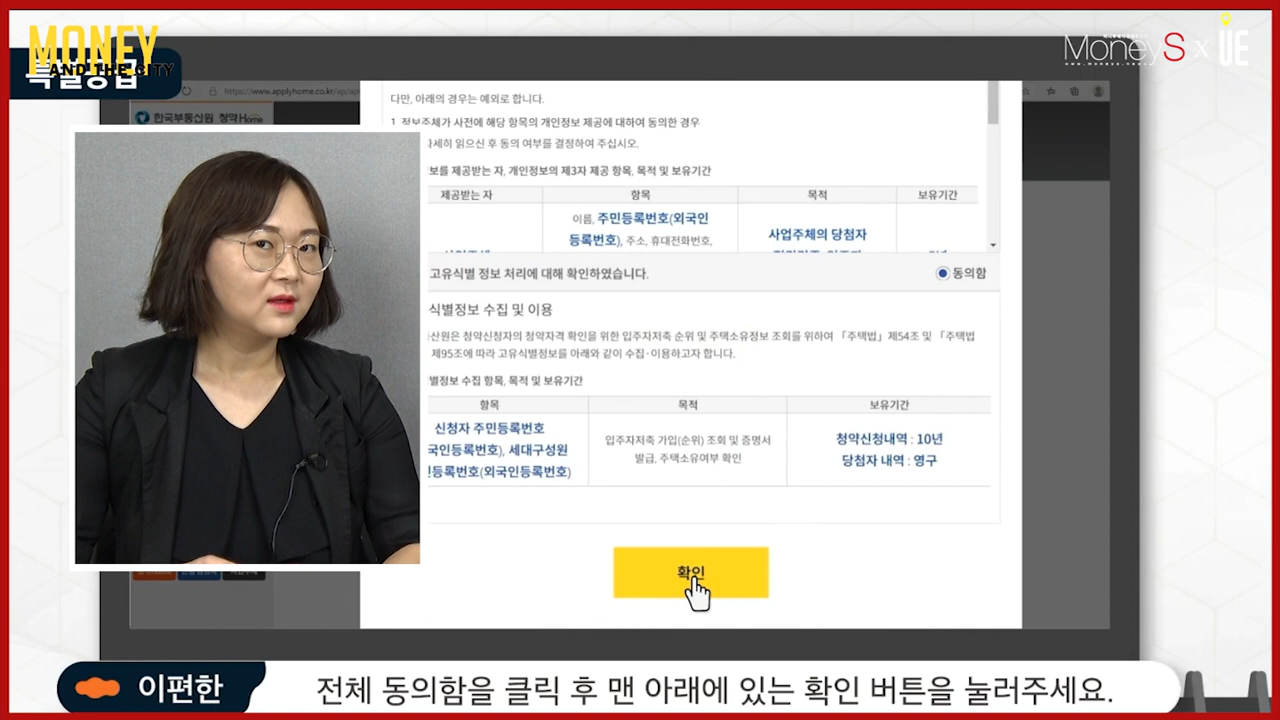 MONEY
AND THE CITY
특별공급
MoneyS x UE
https://www.applyhome.co.kr/ap/ap
한국부동산원 청약Home
다만, 아래의 경우는 예외로 합니다.
1. 정보주체가 사전에 해당 항목의 개인정보 제공에 대하여 동의한 경우
세히 읽으신 후 동의 여부를 결정하여 주십시오.
보를 제공받는 자, 개인정보의 제3자 제공 항목, 목적 및 보유기간
제공받는 자 항목 목적 보유기간
이름, 주민등록번호(외국인
등록번호), 주소, 휴대전화번호,
사업주체의 당첨자
고유식별 정보 처리에 대해 확인하였습니다.
동의함
식별정보 수집 및 이용
산원은 청약신청자의 청약자격 확인을 위한 입주자저축 순위 및 주택소유정보 조회를 위하여 「주택법」 제54조 및 「주택법
제95조에 따라 고유식별정보를 아래와 같이 수집·이용하고자 합니다.
별정보 수집 항목, 목적 및 보유기간
항목 목적 보유기간
신청자 주민등록번호
국인등록번호), 세대구성원
민등록번호(외국인등록번호)
입주자저축 가입(순위) 조회 및 증명서
발급, 주택소유여부 확인
청약신청내역 : 10년
당첨자 내역 : 영구
확인
이편한
전체 동의함을 클릭 후 맨 아래에 있는 확인 버튼을 눌러주세요.